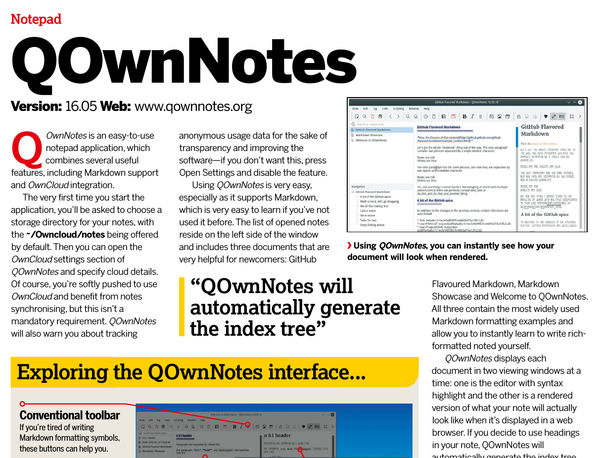 Notepad
QOwnNotes
Version: 16.05 Web: www.qownnotes.org
QOwnNotes is an easy-to-use
notepad application, which
combines several useful
features, including Markdown support
and OwnCloud integration.
The very first time you start the
application, you'll be asked to choose a
storage directory for your notes, with
the ~/Owncloud/notes being offered
by default. Then you can open the
OwnCloud settings section of
QOwnNotes and specify cloud details.
Of course, you're softly pushed to use
OwnCloud and benefit from notes
synchronising, but this isn't a
mandatory requirement. QOwnNotes
will also warn you about tracking
anonymous usage data for the sake of
transparency and improving the
software—if you don't want this, press
Open Settings and disable the feature.
Using QOwnNotes is very easy,
especially as it supports Markdown,
which is very easy to learn if you've not
used it before. The list of opened notes
reside on the left side of the window
and includes three documents that are
very helpful for newcomers: GitHub
"QOwnNotes will
automatically generate
the index tree"
GitHub Flavored
Markdown
A bit of the GitHub spice
Using QOwnNotes, you can instantly see how your
document will look when rendered.
Flavoured Markdown, Markdown
Showcase and Welcome to QOwnNotes.
All three contain the most widely used
Markdown formatting examples and
allow you to instantly learn to write rich-
formatted noted yourself.
QOwnNotes displays each
document in two viewing windows at a
time: one is the editor with syntax
highlight and the other is a rendered
version of what your note will actually
look like when it's displayed in a web
browser. If you decide to use headings
in your note, QOwnNotes will
automatically generate the index tree
Exploring the QOwnNotes interface...
Conventional toolbar
If you're tired of writing
Markdown formatting symbols,
these buttons can help you.
h1 header